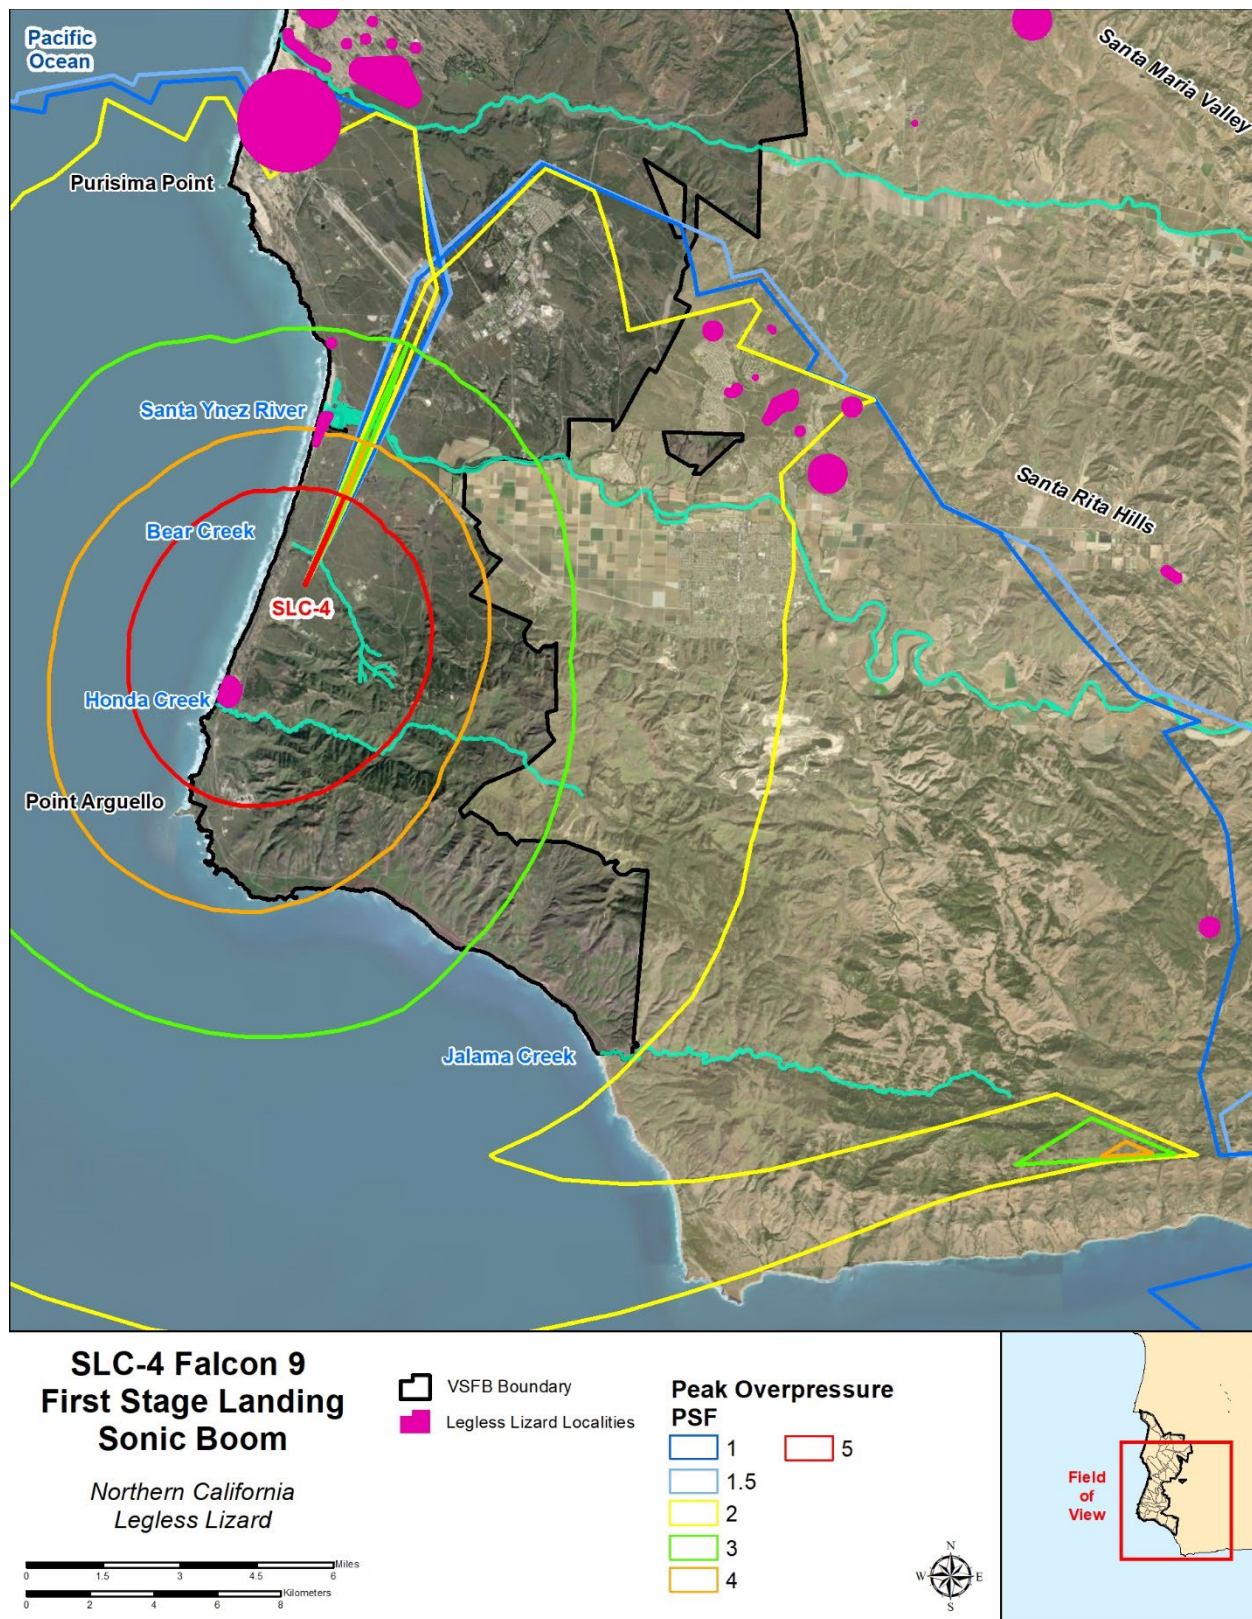 Pacific
Ocean
Santa Maria Valley
Purisima Point
Santa Ynez River
Bear Creek
Santa Rita Hills
SLC-4
Honda Creek
Point Arguello
Jalama Creek
SLC-4 Falcon 9
First Stage Landing
Sonic Boom
Northern California
Legless Lizard
Miles
0 1.5 3 4.5 6
Kilometers
0 2 4 6 8
VSFB Boundary
Legless Lizard Localities
Peak Overpressure
PSF
1 5
1.5
2
3
4
N
W E
S
Field
of
View